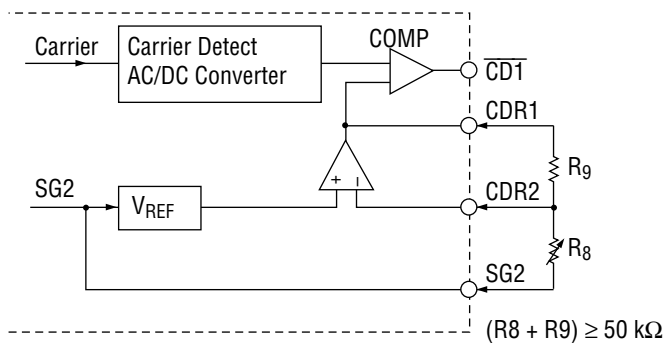 COMP
Carrier
Carrier Detect
AC/DC Converter
CD1
CDR1
R9
SG2
VREF
+ −
CDR2
R8
SG2
(R8 + R9) ≥ 50 kΩ